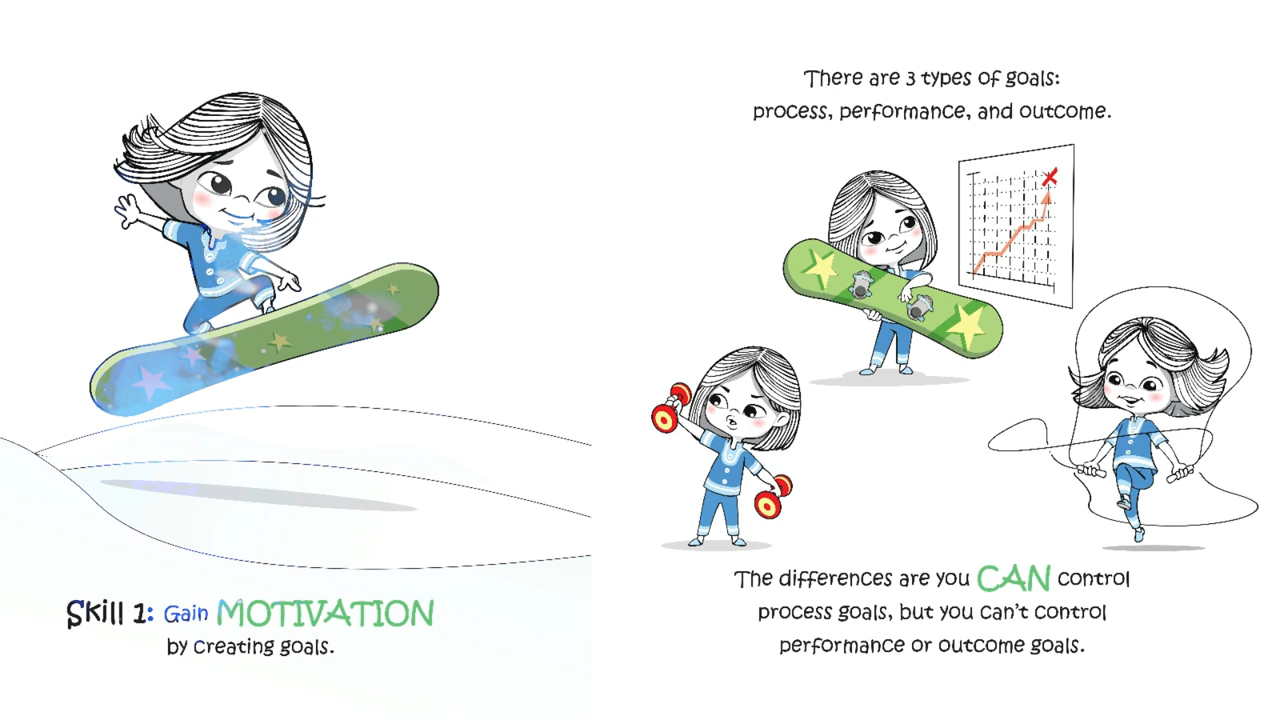 Skill 1: Gain MOTIVATION
by creating goals.
There are 3 types of goals:
process, performance, and outcome.
The differences are you CAN control
process goals, but you can't control
performance or outcome goals.